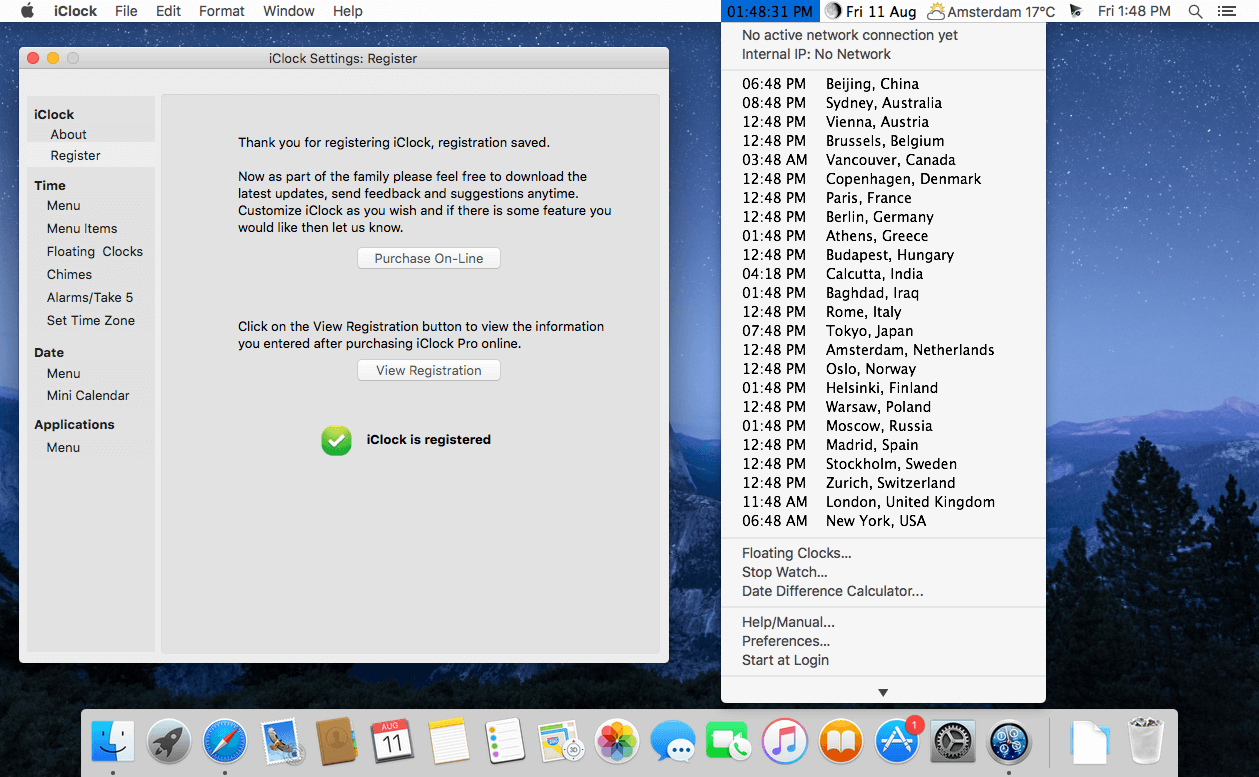 iClock File Edit Format Window Help 01:48:31 PM Fri 11 Aug Amsterdam 17°C Fri 1:48 PM
iClock Settings: Register
iClock
About
Register
Time
Menu
Menu Items
Floating Clocks
Chimes
Alarms/Take 5
Set Time Zone
Date
Menu
Mini Calendar
Applications
Menu
Thank you for registering iClock, registration saved.
Now as part of the family please feel free to download the
latest updates, send feedback and suggestions anytime.
Customize iClock as you wish and if there is some feature you
would like then let us know.
Purchase On-Line
Click on the View Registration button to view the information
you entered after purchasing iClock Pro online.
View Registration
iClock is registered
No active network connection yet
Internal IP: No Network
06:48 PM Beijing, China
08:48 PM Sydney, Australia
12:48 PM Vienna, Austria
12:48 PM Brussels, Belgium
03:48 AM Vancouver, Canada
12:48 PM Copenhagen, Denmark
12:48 PM Paris, France
12:48 PM Berlin, Germany
01:48 PM Athens, Greece
12:48 PM Budapest, Hungary
04:18 PM Calcutta, India
01:48 PM Baghdad, Iraq
12:48 PM Rome, Italy
07:48 PM Tokyo, Japan
12:48 PM Amsterdam, Netherlands
12:48 PM Oslo, Norway
01:48 PM Helsinki, Finland
12:48 PM Warsaw, Poland
01:48 PM Moscow, Russia
12:48 PM Madrid, Spain
12:48 PM Stockholm, Sweden
12:48 PM Zurich, Switzerland
11:48 AM London, United Kingdom
06:48 AM New York, USA
Floating Clocks...
Stop Watch...
Date Difference Calculator...
Help/Manual...
Preferences...
Start at Login
AUG
11
3D
1